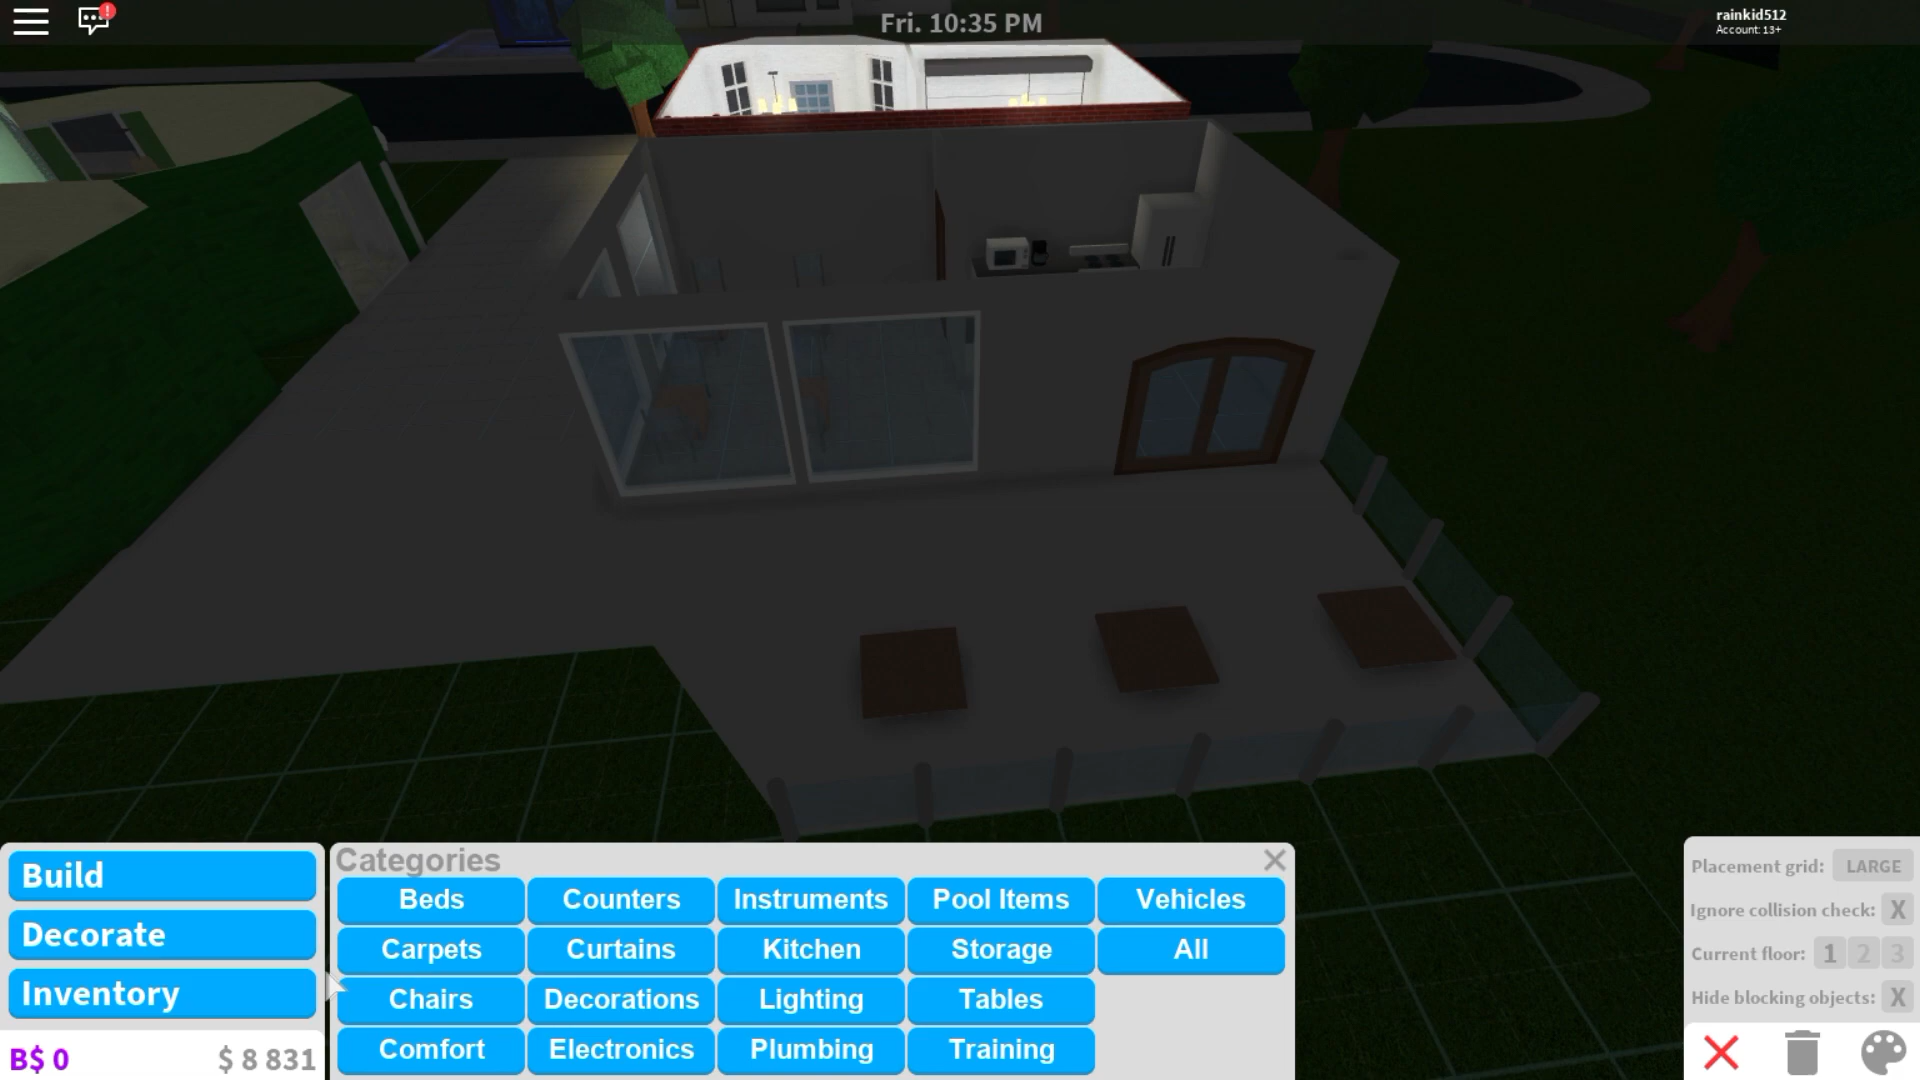 Fri. 10:35 PM
rainkid512
Account: 13+
Build
Decorate
Inventory
B$ 0
$ 8 831
Categories
Beds
Counters
Instruments
Pool Items
Vehicles
Carpets
Curtains
Kitchen
Storage
All
Chairs
Decorations
Lighting
Tables
Comfort
Electronics
Plumbing
Training
Placement grid: LARGE
Ignore collision check: X
Current floor: 1 2 3
Hide blocking objects: X